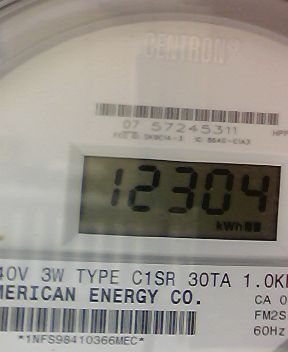 CENTRON®
07 57245311
12304
kWh
40V 3W TYPE C1SR 30TA 1.0K
MERICAN ENERGY CO. CA 0
FM2S
60Hz
*1NFS98410366MEC*